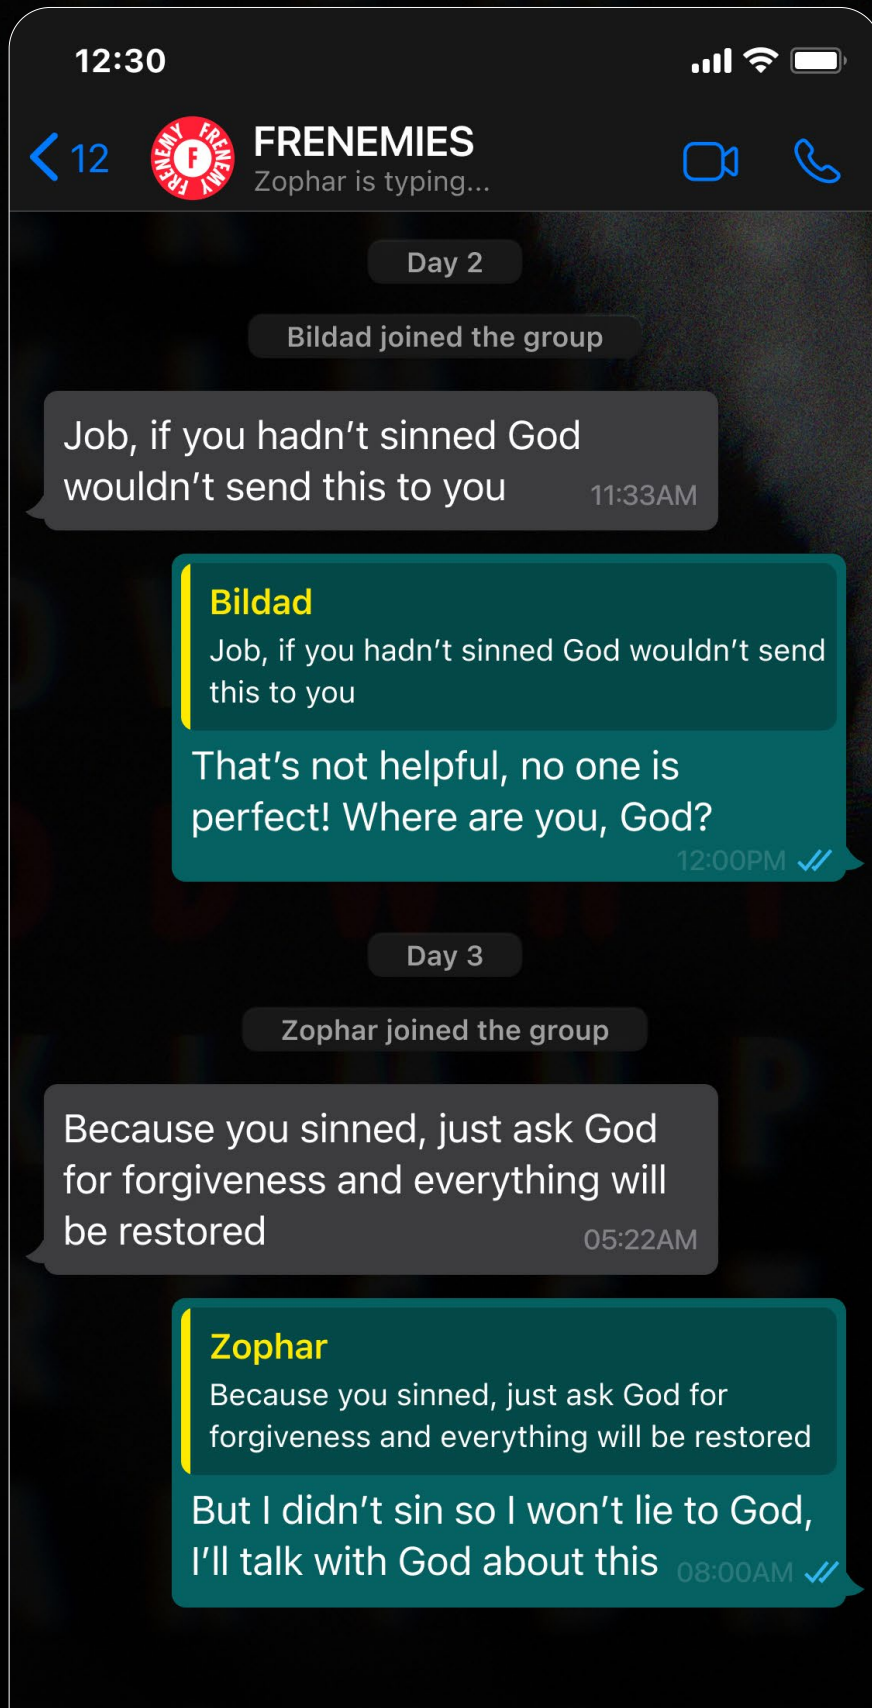 12:30
12
FRENEMY FRENEMY FRENEMY
F
FRENEMIES
Zophar is typing...
Day 2
Bildad joined the group
Job, if you hadn’t sinned God
wouldn’t send this to you
11:33AM
Bildad
Job, if you hadn’t sinned God wouldn’t send
this to you
That’s not helpful, no one is
perfect! Where are you, God?
12:00PM
Day 3
Zophar joined the group
Because you sinned, just ask God
for forgiveness and everything will
be restored
05:22AM
Zophar
Because you sinned, just ask God for
forgiveness and everything will be restored
But I didn’t sin so I won’t lie to God,
I’ll talk with God about this
08:00AM